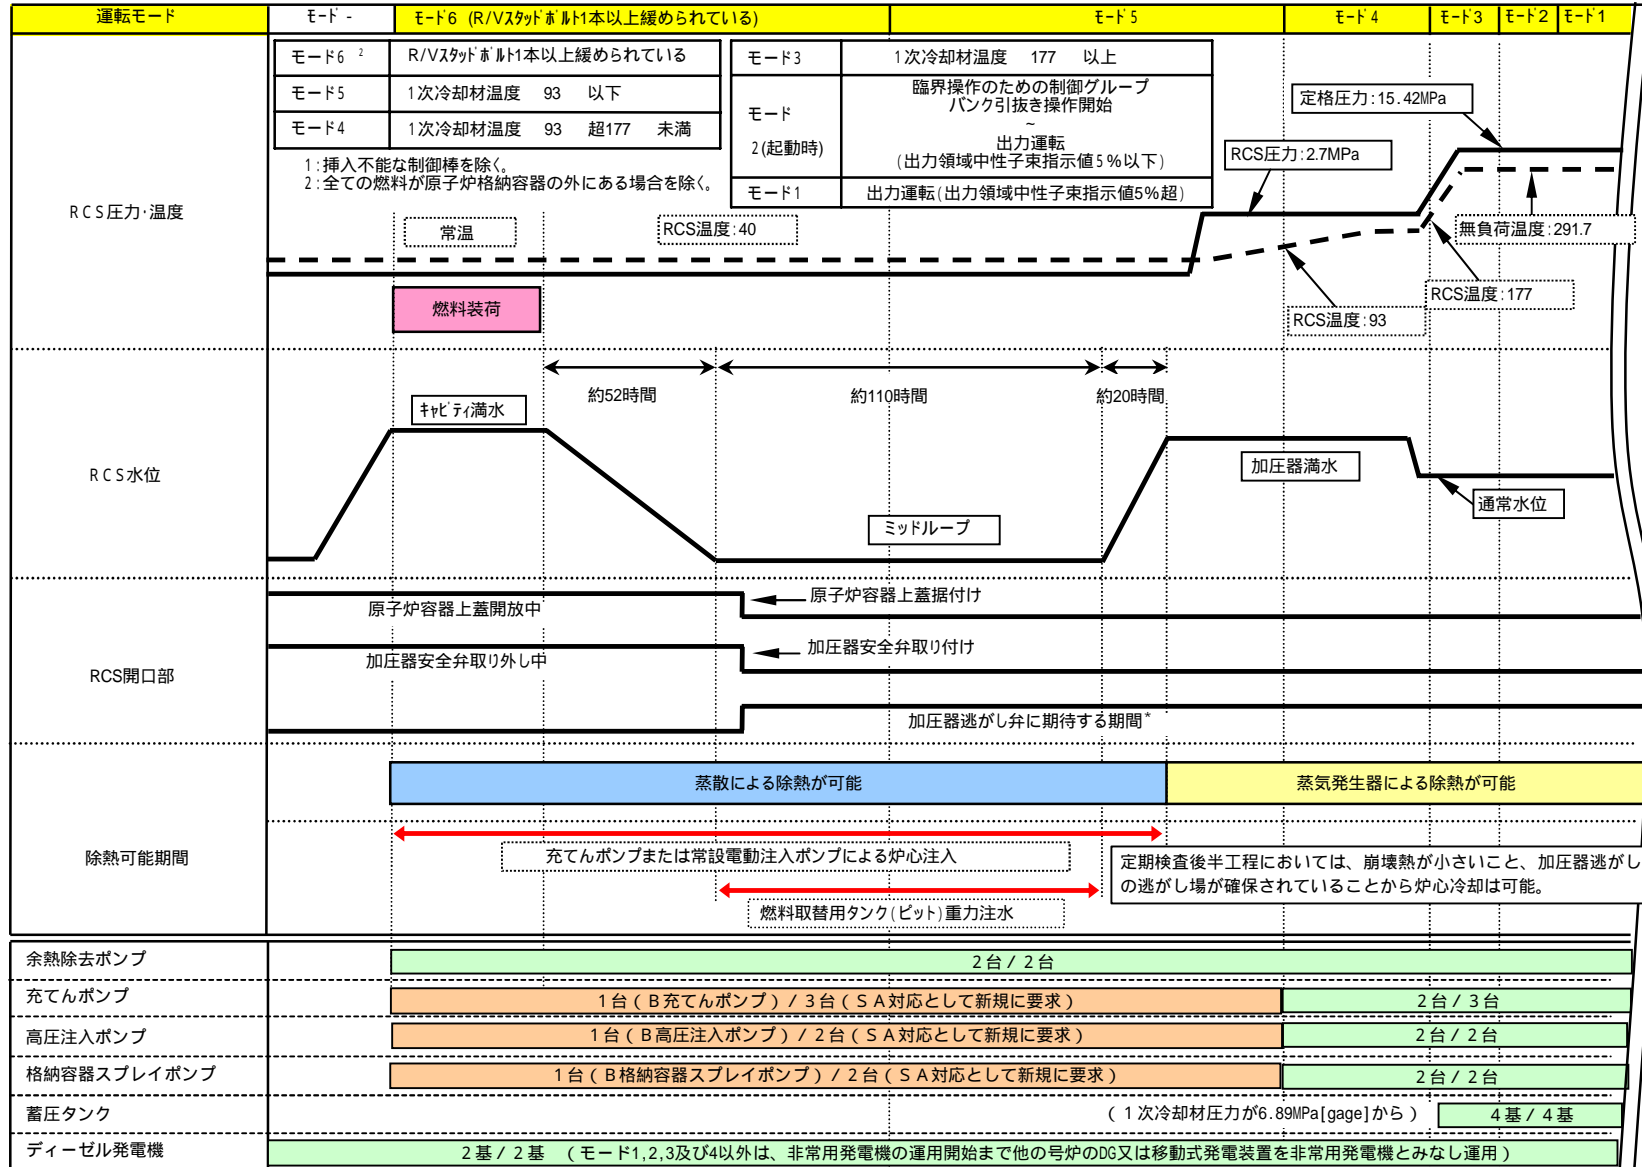 運転モード
モード -
モード6 (R/Vスタッドボルト1本以上緩められている)
モード5
モード4
モード3
モード2
モード1
モード6 2
R/Vスタッドボルト1本以上緩められている
モード5
1次冷却材温度 93 以下
モード4
1次冷却材温度 93 超177 未満
1:挿入不能な制御棒を除く。
2:全ての燃料が原子炉格納容器の外にある場合を除く。
モード3
1次冷却材温度 177 以上
モード
2(起動時)
臨界操作のための制御グループ
バンク引抜き操作開始
~
出力運転
(出力領域中性子束指示値5%以下)
モード1
出力運転(出力領域中性子束指示値5%超)
定格圧力:15.42MPa
RCS圧力:2.7MPa
RCS圧力・温度
常温
RCS温度:40
無負荷温度:291.7
RCS温度:177
RCS温度:93
燃料装荷
約52時間
約110時間
約20時間
キャビティ満水
RCS水位
加圧器満水
通常水位
ミッドループ
RCS開口部
原子炉容器上蓋開放中
原子炉容器上蓋据付け
加圧器安全弁取り外し中
加圧器安全弁取り付け
加圧器逃がし弁に期待する期間*
除熱可能期間
蒸散による除熱が可能
蒸気発生器による除熱が可能
充てんポンプまたは常設電動注入ポンプによる炉心注入
燃料取替用タンク(ピット)重力注水
定期検査後半工程においては、崩壊熱が小さいこと、加圧器逃がし
の逃がし場が確保されていることから炉心冷却は可能。
余熱除去ポンプ
2台/2台
充てんポンプ
1台(B充てんポンプ)/3台(SA対応として新規に要求)
2台/3台
高圧注入ポンプ
1台(B高圧注入ポンプ)/2台(SA対応として新規に要求)
2台/2台
格納容器スプレイポンプ
1台(B格納容器スプレイポンプ)/2台(SA対応として新規に要求)
2台/2台
蓄圧タンク
(1次冷却材圧力が6.89MPa[gage]から)
4基/4基
ディーゼル発電機
2基/2基 (モード1,2,3及び4以外は、非常用発電機の運用開始まで他の号炉のDG又は移動式発電装置を非常用発電機とみなし運用)